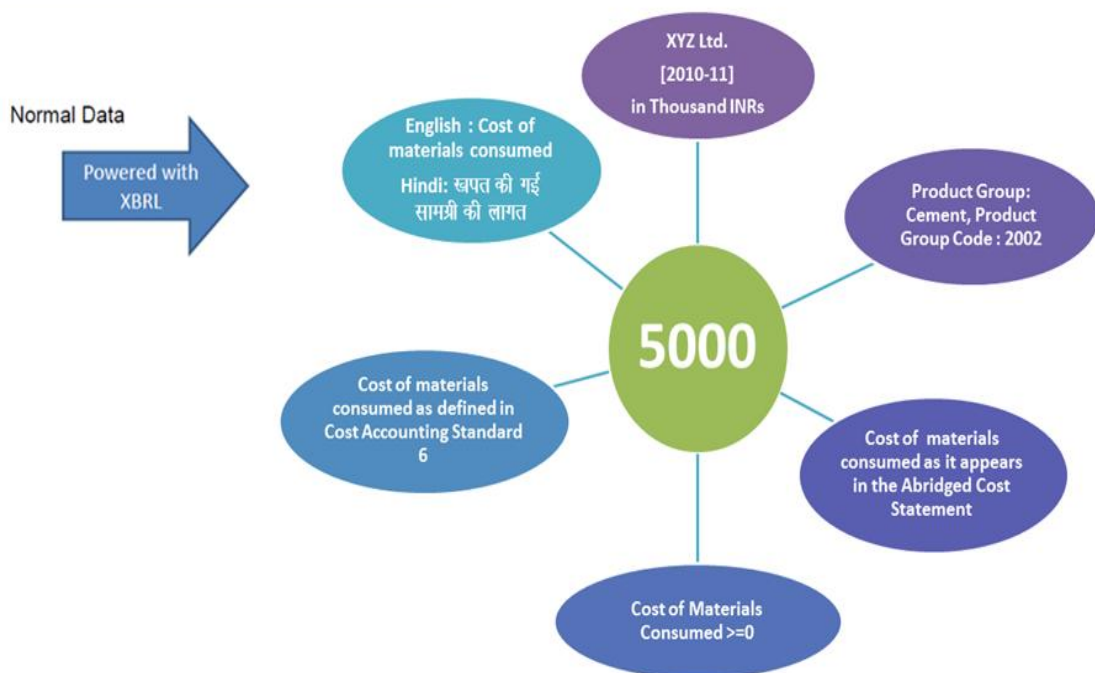 Normal Data
Powered with
XBRL
XYZ Ltd.
[2010-11]
in Thousand INRs
English : Cost of
materials consumed
Hindi: खपत की गई
सामग्री की लागत
Product Group:
Cement, Product
Group Code : 2002
5000
Cost of materials
consumed as defined in
Cost Accounting Standard
6
Cost of materials
consumed as it appears
in the Abridged Cost
Statement
Cost of Materials
Consumed >=0